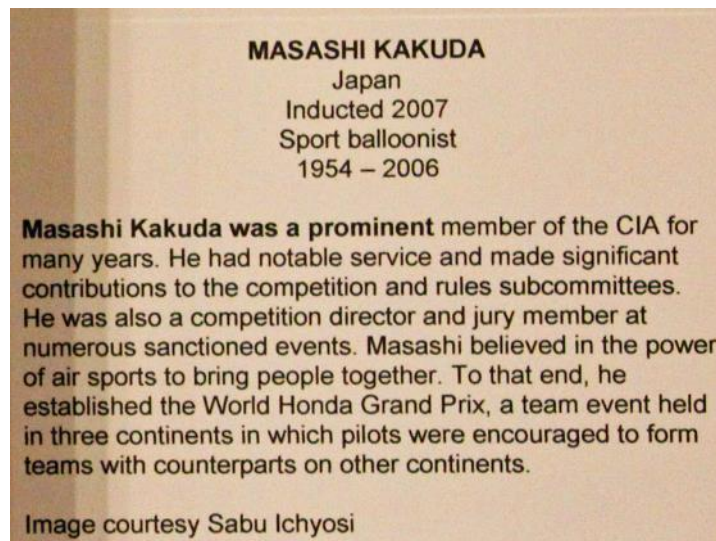 MASASHI KAKUDA
Japan
Inducted 2007
Sport balloonist
1954 – 2006
Masashi Kakuda was a prominent member of the CIA for
many years. He had notable service and made significant
contributions to the competition and rules subcommittees.
He was also a competition director and jury member at
numerous sanctioned events. Masashi believed in the power
of air sports to bring people together. To that end, he
established the World Honda Grand Prix, a team event held
in three continents in which pilots were encouraged to form
teams with counterparts on other continents.
Image courtesy Sabu Ichyosi